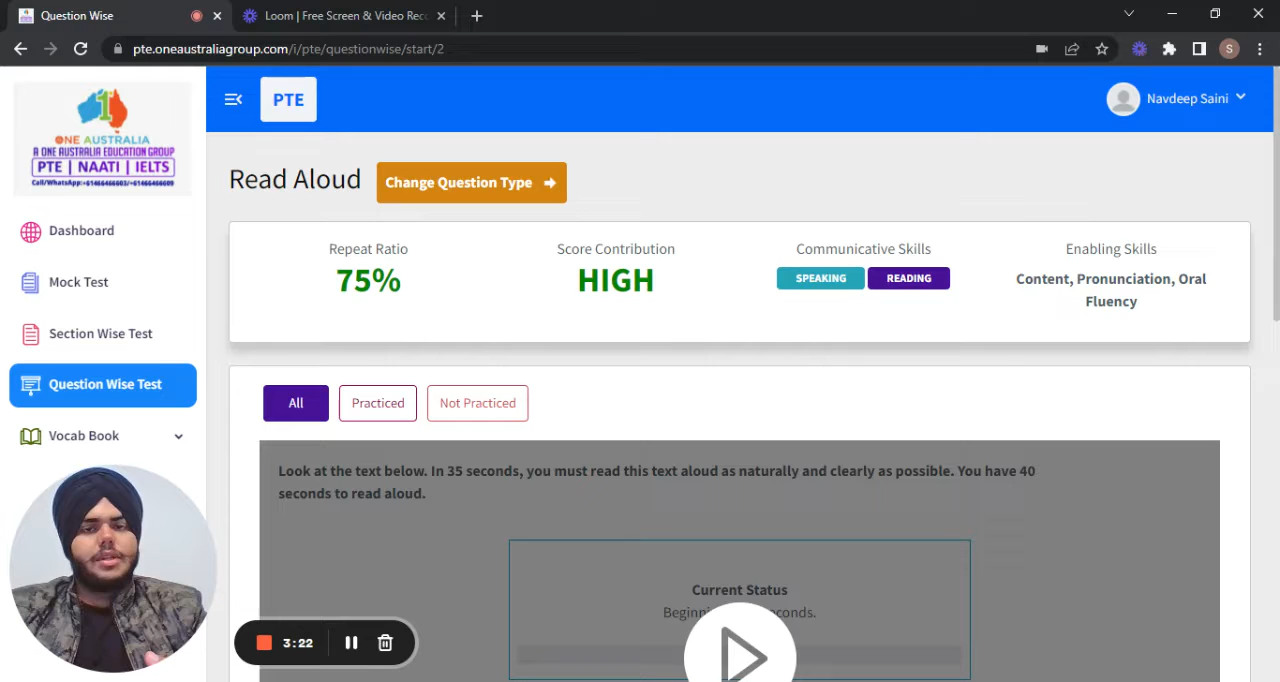 Question Wise
Loom | Free Screen & Video Rec
pte.oneaustraliagroup.com/i/pte/questionwise/start/2
S
1
ONE AUSTRALIA
A ONE AUSTRALIA EDUCATION GROUP
PTE | NAATI | IELTS
PTE
Navdeep Saini
Read Aloud
Change Question Type
Dashboard
Mock Test
Section Wise Test
Question Wise Test
Vocab Book
Repeat Ratio
75%
Score Contribution
HIGH
Communicative Skills
SPEAKING READING
Enabling Skills
Content, Pronunciation, Oral
Fluency
All
Practiced
Not Practiced
Look at the text below. In 35 seconds, you must read this text aloud as naturally and clearly as possible. You have 40
seconds to read aloud.
Current Status
3:22